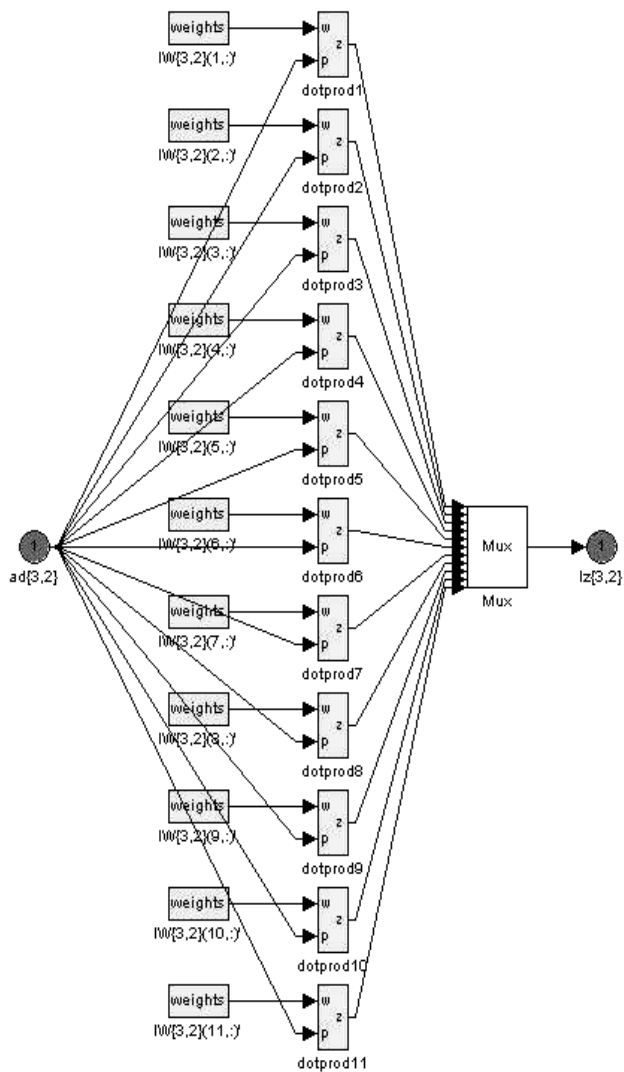 weights
w
z
p
IW{3,2}(1,:)'
dotprod1
weights
w
z
p
IW{3,2}(2,:)'
dotprod2
weights
w
z
p
IW{3,2}(3,:)'
dotprod3
weights
w
z
p
IW{3,2}(4,:)'
dotprod4
weights
w
z
p
IW{3,2}(5,:)'
dotprod5
weights
w
z
p
IW{3,2}(6,:)'
dotprod6
1
ad{3,2}
Mux
Mux
1
lz{3,2}
weights
w
z
p
IW{3,2}(7,:)'
dotprod7
weights
w
z
p
IW{3,2}(8,:)'
dotprod8
weights
w
z
p
IW{3,2}(9,:)'
dotprod9
weights
w
z
p
IW{3,2}(10,:)'
dotprod10
weights
w
z
p
IW{3,2}(11,:)'
dotprod11